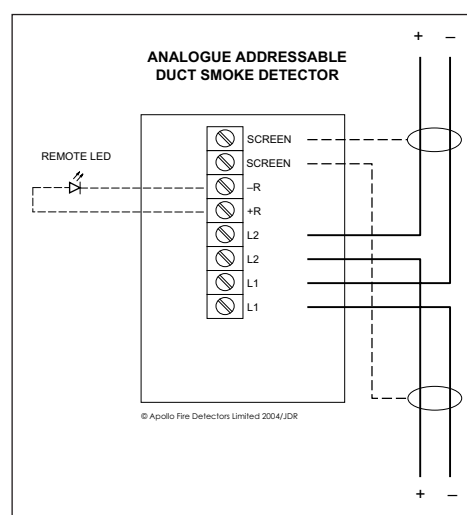 + –
ANALOGUE ADDRESSABLE
DUCT SMOKE DETECTOR
SCREEN
REMOTE LED
SCREEN
–R
+R
L2
L2
L1
L1
© Apollo Fire Detectors Limited 2004/JDR
+ –